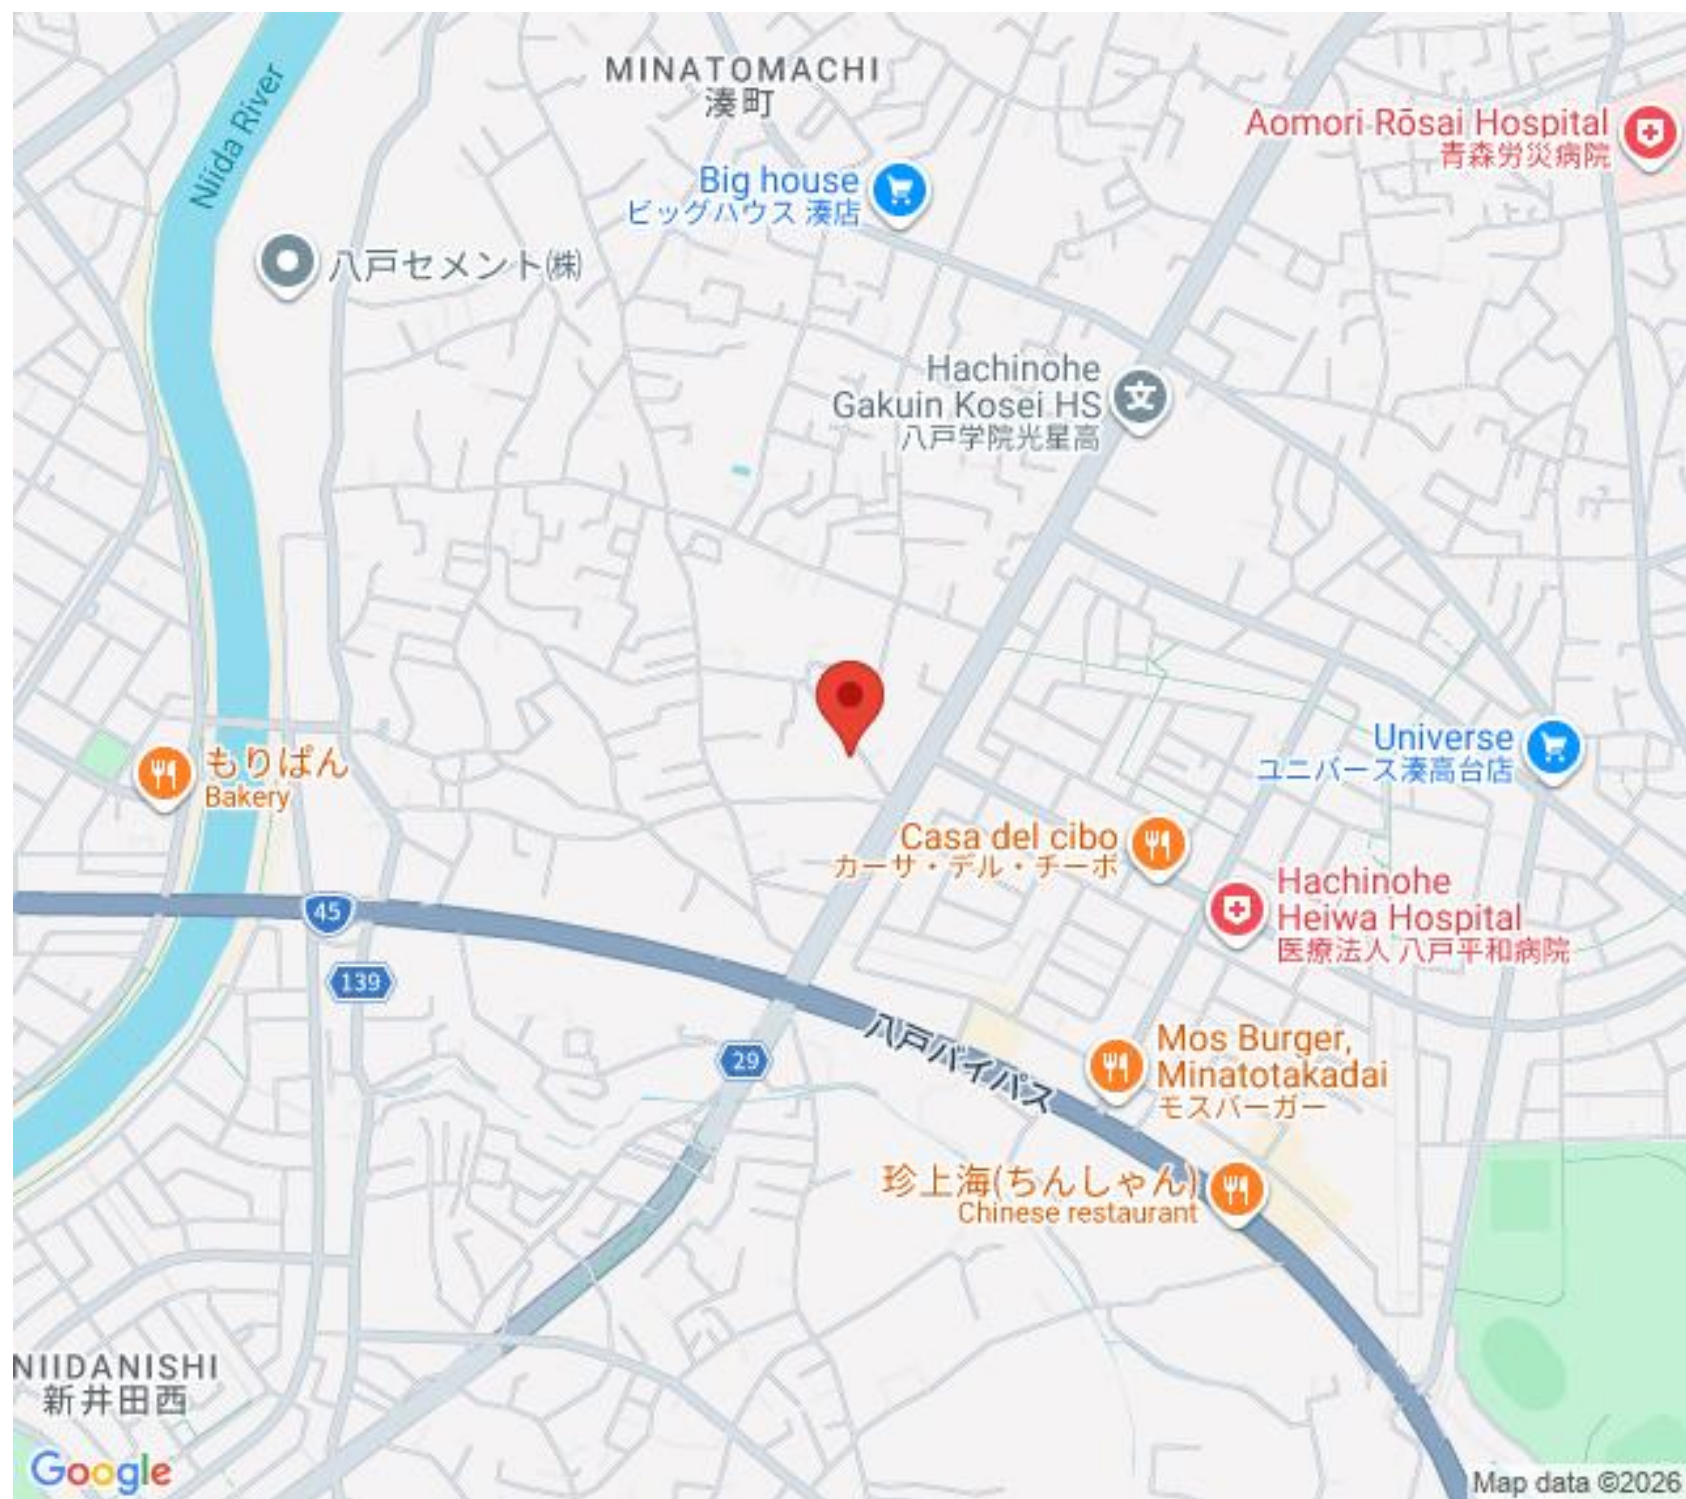 MINATOMACHI
湊町
Niida River
Aomori Rōsai Hospital
青森労災病院
Big house
ビッグハウス 湊店
八戸セメント㈱
Hachinohe
Gakuin Kosei HS
八戸学院光星高
文
Universe
ユニバース湊高台店
もりぱん
Bakery
Casa del cibo
カーサ・デル・チーボ
Hachinohe
Heiwa Hospital
医療法人 八戸平和病院
45
139
29
八戸バイパス
Mos Burger,
Minatotakadai
モスバーガー
珍上海(ちんしゃん)
Chinese restaurant
NIIDANISHI
新井田西
Google
Map data ©2026